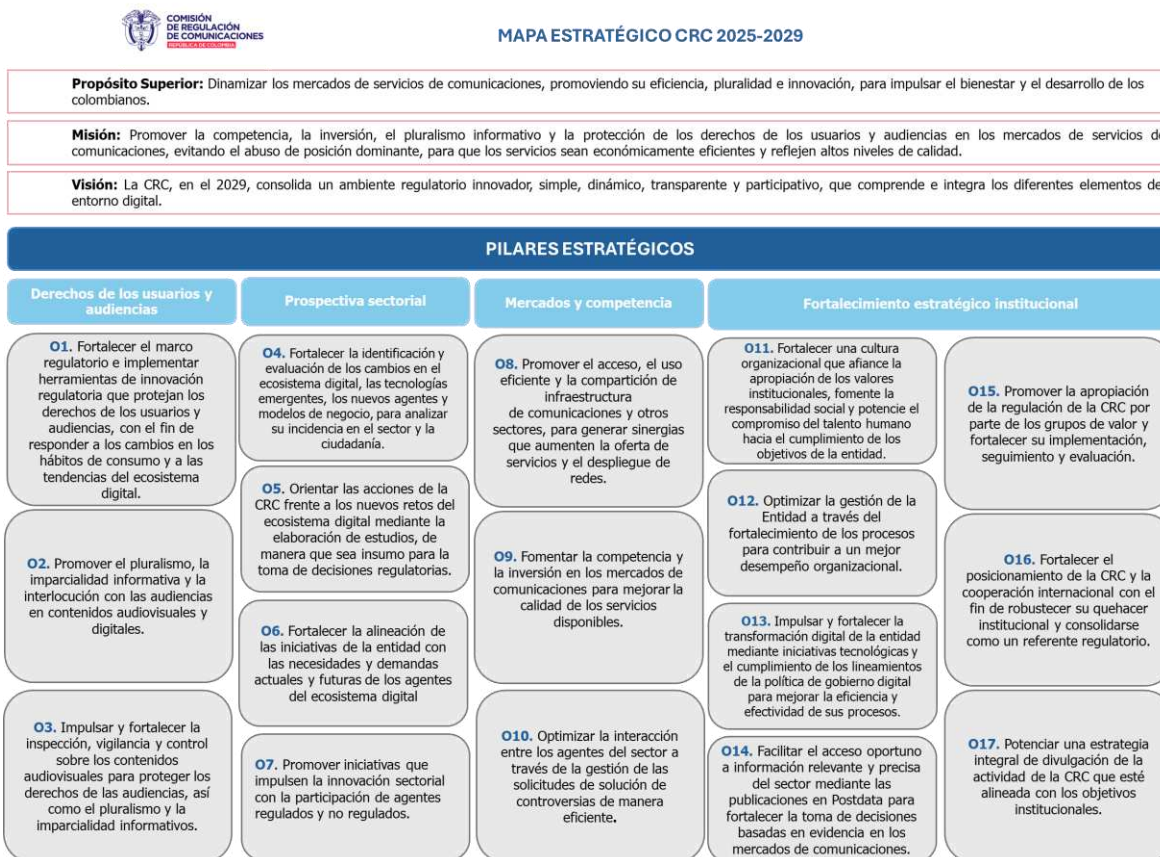 COMISIÓN
DE REGULACIÓN
DE COMUNICACIONES
REPÚBLICA DE COLOMBIA
MAPA ESTRATÉGICO CRC 2025-2029
Propósito Superior: Dinamizar los mercados de servicios de comunicaciones, promoviendo su eficiencia, pluralidad e innovación, para impulsar el bienestar y el desarrollo de los
colombianos.
Misión: Promover la competencia, la inversión, el pluralismo informativo y la protección de los derechos de los usuarios y audiencias en los mercados de servicios de
comunicaciones, evitando el abuso de posición dominante, para que los servicios sean económicamente eficientes y reflejen altos niveles de calidad.
Visión: La CRC, en el 2029, consolida un ambiente regulatorio innovador, simple, dinámico, transparente y participativo, que comprende e integra los diferentes elementos de
entorno digital.
PILARES ESTRATÉGICOS
Derechos de los usuarios y
audiencias
O1. Fortalecer el marco
regulatorio e implementar
herramientas de innovación
regulatoria que protejan los
derechos de los usuarios y
audiencias, con el fin de
responder a los cambios en los
hábitos de consumo y a las
tendencias del ecosistema
digital.
O2. Promover el pluralismo, la
imparcialidad informativa y la
interlocución con las audiencias
en contenidos audiovisuales y
digitales.
O3. Impulsar y fortalecer la
inspección, vigilancia y control
sobre los contenidos
audiovisuales para proteger los
derechos de las audiencias, así
como el pluralismo y la
imparcialidad informativos.
Prospectiva sectorial
O4. Fortalecer la identificación y
evaluación de los cambios en el
ecosistema digital, las tecnologías
emergentes, los nuevos agentes y
modelos de negocio, para analizar
su incidencia en el sector y la
ciudadanía.
O5. Orientar las acciones de la
CRC frente a los nuevos retos del
ecosistema digital mediante la
elaboración de estudios, de
manera que sea insumo para la
toma de decisiones regulatorias.
O6. Fortalecer la alineación de
las iniciativas de la entidad con
las necesidades y demandas
actuales y futuras de los agentes
del ecosistema digital
O7. Promover iniciativas que
impulsen la innovación sectorial
con la participación de agentes
regulados y no regulados.
Mercados y competencia
O8. Promover el acceso, el uso
eficiente y la compartición de
infraestructura
de comunicaciones y otros
sectores, para generar sinergias
que aumenten la oferta de
servicios y el despliegue de
redes.
O9. Fomentar la competencia y
la inversión en los mercados de
comunicaciones para mejorar la
calidad de los servicios
disponibles.
O10. Optimizar la interacción
entre los agentes del sector a
través de la gestión de las
solicitudes de solución de
controversias de manera
eficiente.
Fortalecimiento estratégico institucional
O11. Fortalecer una cultura
organizacional que afiance la
apropiación de los valores
institucionales, fomente la
responsabilidad social y potencie el
compromiso del talento humano
hacia el cumplimiento de los
objetivos de la entidad.
O12. Optimizar la gestión de la
Entidad a través del
fortalecimiento de los procesos
para contribuir a un mejor
desempeño organizacional.
O13. Impulsar y fortalecer la
transformación digital de la entidad
mediante iniciativas tecnológicas y
el cumplimiento de los lineamientos
de la política de gobierno digital
para mejorar la eficiencia y
efectividad de sus procesos.
O14. Facilitar el acceso oportuno
a información relevante y precisa
del sector mediante las
publicaciones en Postdata para
fortalecer la toma de decisiones
basadas en evidencia en los
mercados de comunicaciones.
O15. Promover la apropiación
de la regulación de la CRC por
parte de los grupos de valor y
fortalecer su implementación,
seguimiento y evaluación.
O16. Fortalecer el
posicionamiento de la CRC y la
cooperación internacional con el
fin de robustecer su quehacer
institucional y consolidarse
como un referente regulatorio.
O17. Potenciar una estrategia
integral de divulgación de la
actividad de la CRC que esté
alineada con los objetivos
institucionales.